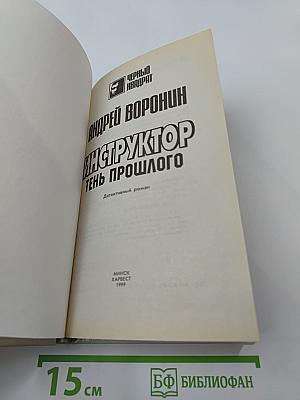 ЧЕРНЫЙ
КВАДРАТ
АНДРЕЙ ВОРОНИН
ИНСТРУКТОР
ТЕНЬ ПРОШЛОГО
Детективный роман
МИНСК
ХАРВЕСТ
1999
15 см
БФ БИБЛИОФАН